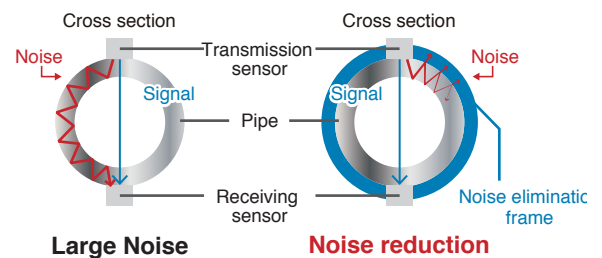 Cross section
Cross section
Transmission
sensor
Noise
Noise
Signal
Signal
Pipe
Receiving
sensor
Noise eliminatic
frame
Large Noise
Noise reduction